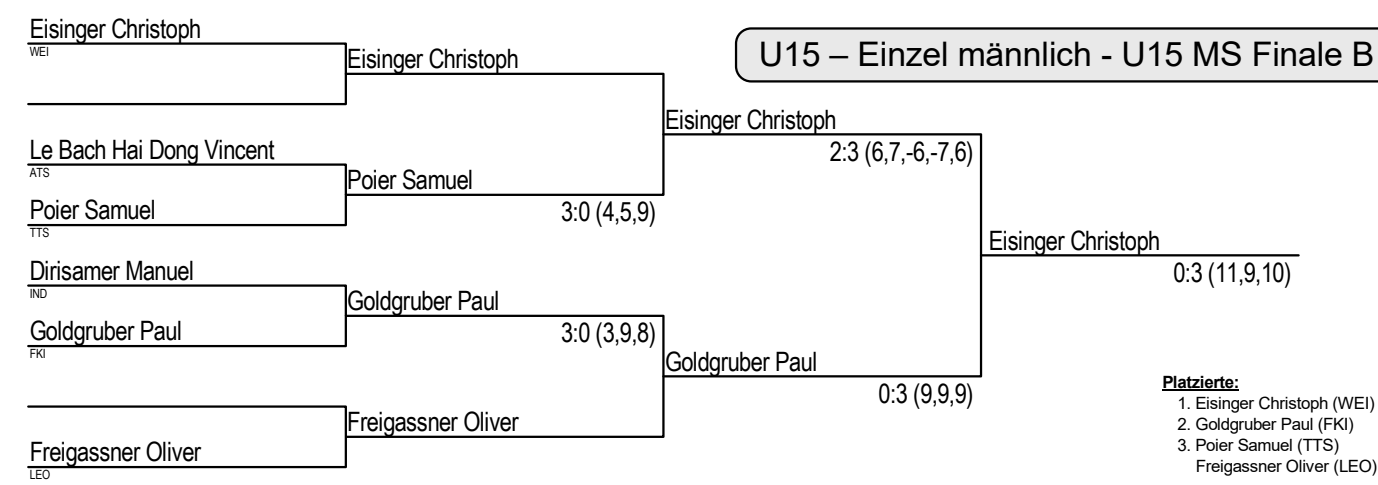 U15 – Einzel männlich - U15 MS Finale B
Eisinger Christoph
WEI
Le Bach Hai Dong Vincent
ATS
Poier Samuel
TTS
Dirisamer Manuel
IND
Goldgruber Paul
FKI
Freigassner Oliver
LEO
Eisinger Christoph
Poier Samuel
3:0 (4,5,9)
Goldgruber Paul
3:0 (3,9,8)
Freigassner Oliver
Eisinger Christoph
2:3 (6,7,-6,-7,6)
Goldgruber Paul
0:3 (9,9,9)
Eisinger Christoph
0:3 (11,9,10)
Platzierte:
1. Eisinger Christoph (WEI)
2. Goldgruber Paul (FKI)
3. Poier Samuel (TTS)
Freigassner Oliver (LEO)